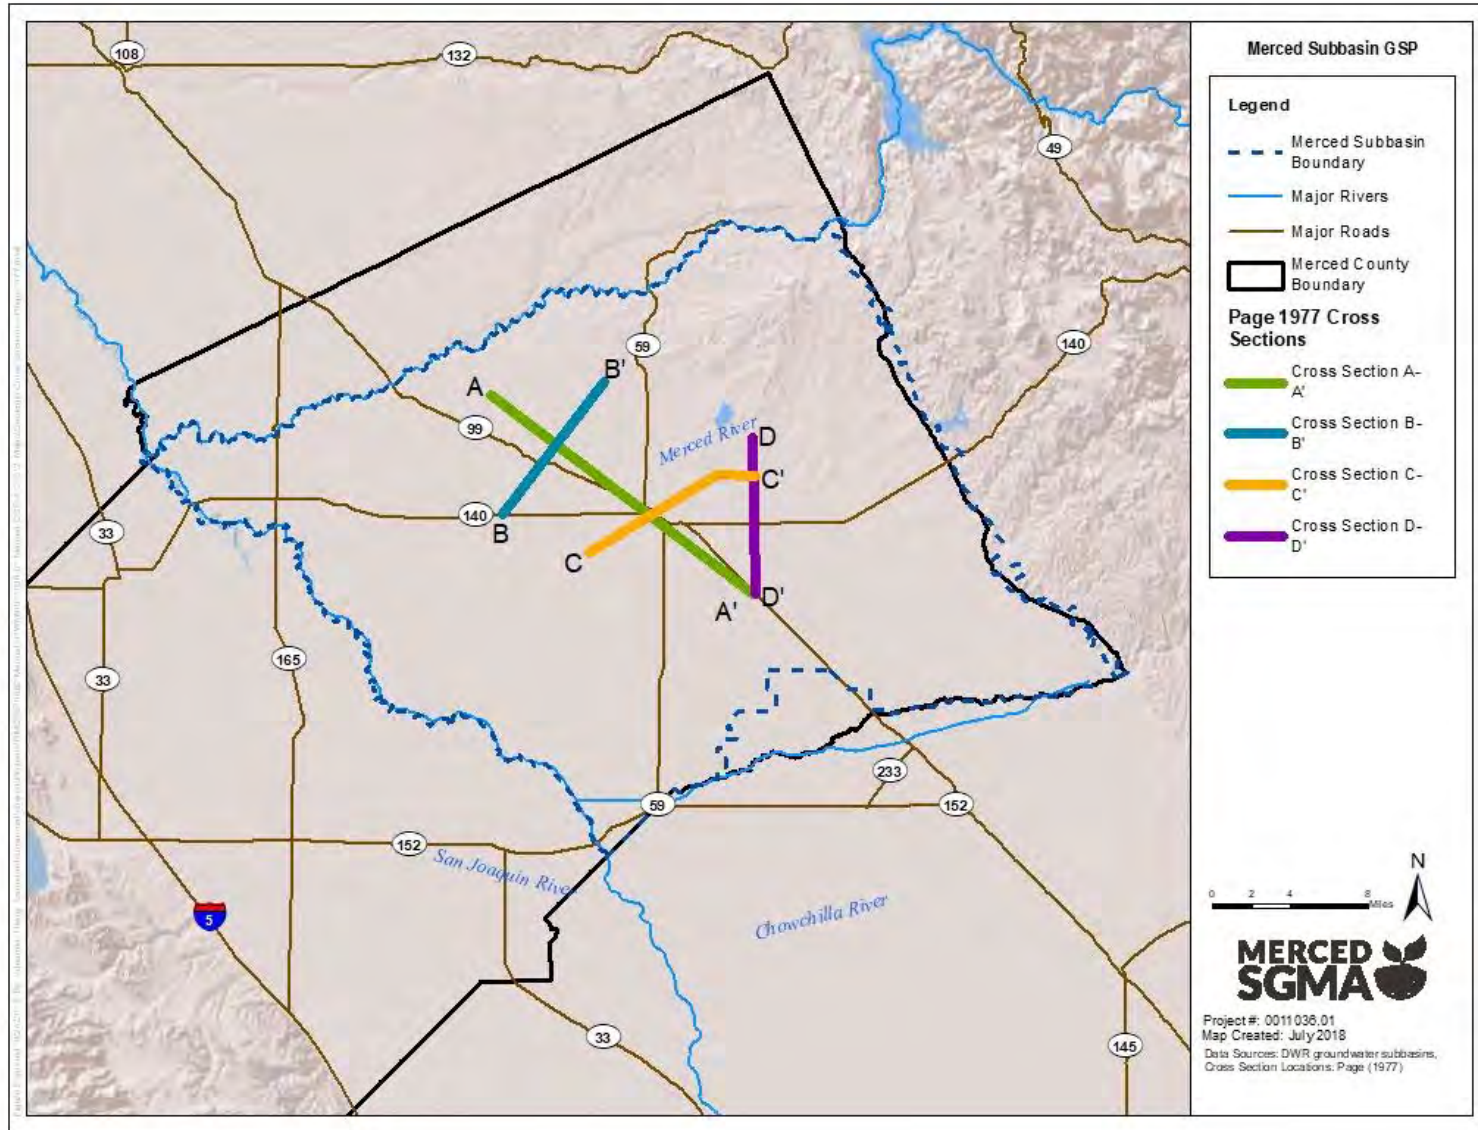 Merced Subbasin GSP
Legend
Merced Subbasin
Boundary
Major Rivers
Major Roads
Merced County
Boundary
Page 1977 Cross
Sections
Cross Section A-
A'
Cross Section B-
B'
Cross Section C-
C'
Cross Section D-
D'
108
132
49
59
140
A
B'
99
Merced River
D
C'
140
B
C
33
A'
D'
165
33
233
59
152
152
San Joaquin River
Chowchilla River
5
33
145
N
0 2 4 8
Miles
MERCED
SGMA
Project #: 0011036.01
Map Created: July 2018
Data Sources: DWR groundwater subbasins,
Cross Section Locations: Page (1977)